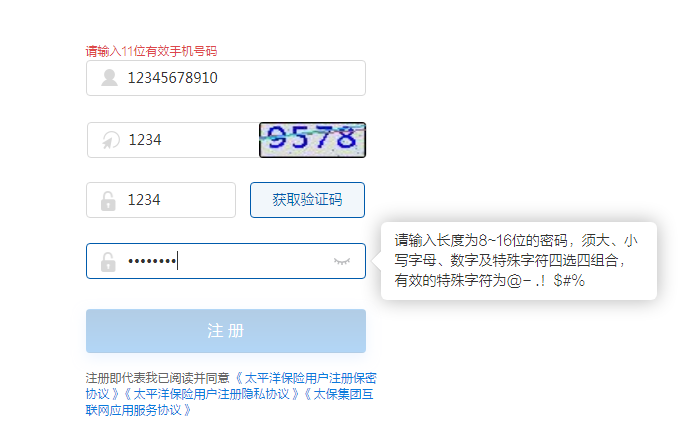 请输入11位有效手机号码
12345678910
1234
9578
1234
获取验证码
••••••••
请输入长度为8~16位的密码，须大、小
写字母、数字及特殊字符四选四组合，
有效的特殊字符为@－.！$#%
注 册
注册即代表我已阅读并同意《 太平洋保险用户注册保密
协议 》《 太平洋保险用户注册隐私协议 》《 太保集团互
联网应用服务协议 》